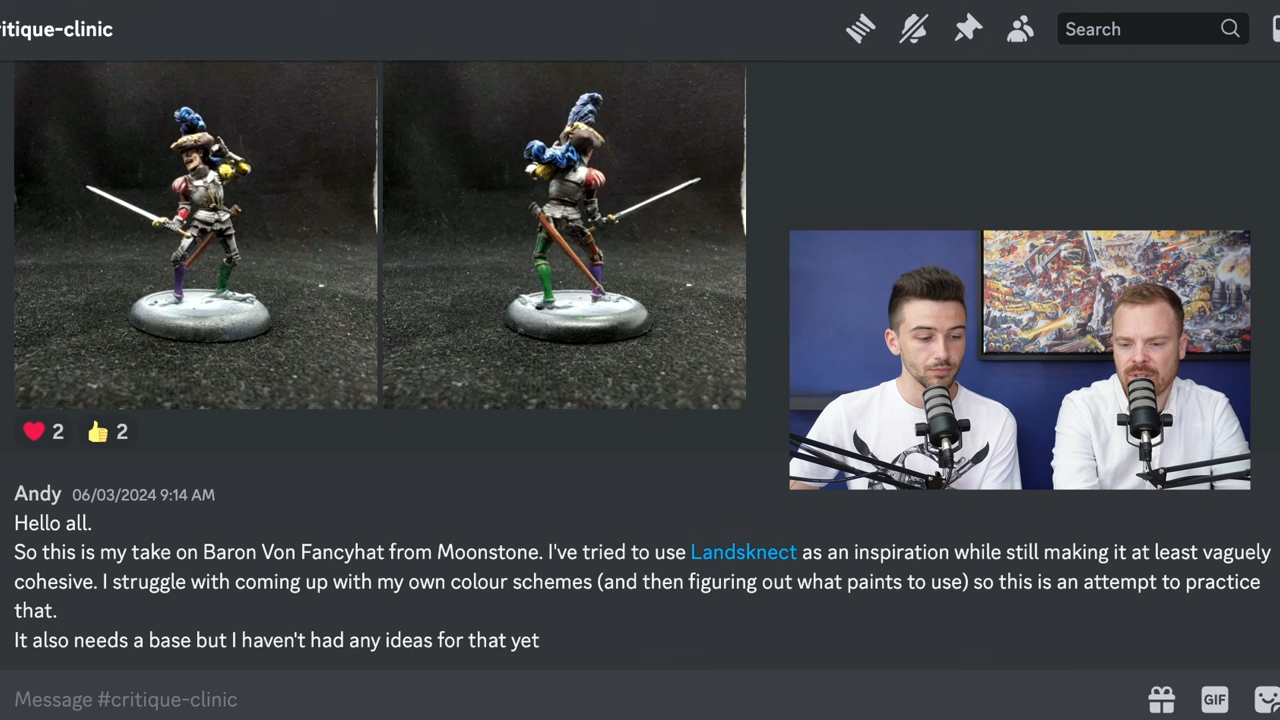 ritique-clinic
Search
2
2
Andy 06/03/2024 9:14 AM
Hello all.
So this is my take on Baron Von Fancyhat from Moonstone. I've tried to use Landsknect as an inspiration while still making it at least vaguely
cohesive. I struggle with coming up with my own colour schemes (and then figuring out what paints to use) so this is an attempt to practice
that.
It also needs a base but I haven't had any ideas for that yet
Message #critique-clinic
GIF